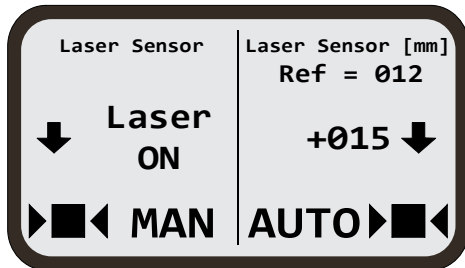 Laser Sensor
Laser
ON
MAN
Laser Sensor [mm]
Ref = 012
+015
AUTO